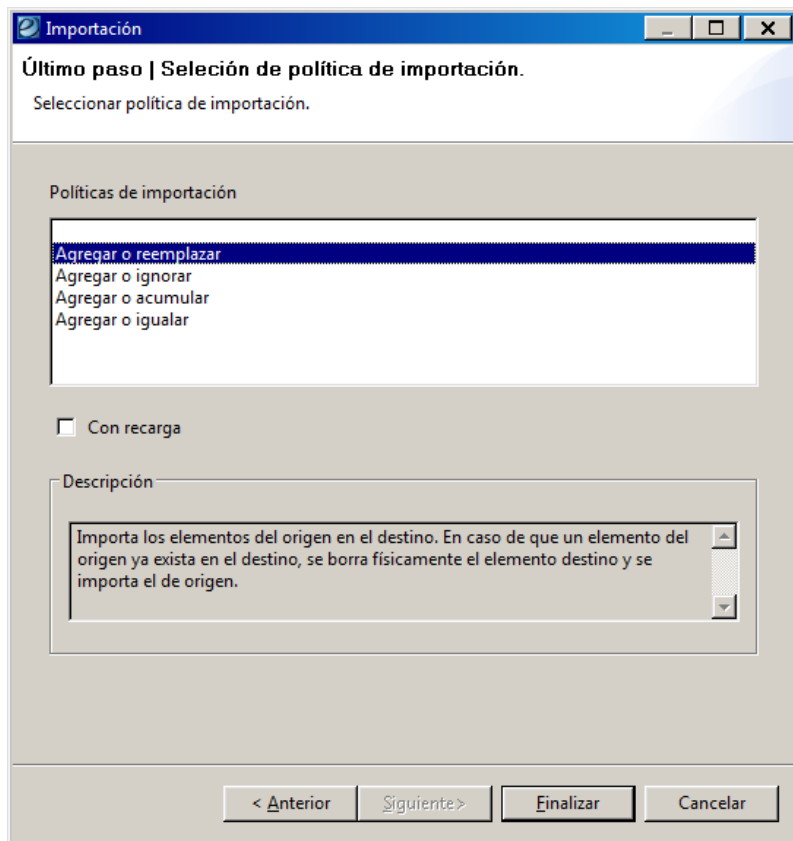 Importación
Último paso | Seleción de política de importación.
Seleccionar política de importación.
Políticas de importación
Agregar o reemplazar
Agregar o ignorar
Agregar o acumular
Agregar o igualar
Con recarga
Descripción
Importa los elementos del origen en el destino. En caso de que un elemento del
origen ya exista en el destino, se borra físicamente el elemento destino y se
importa el de origen.
< Anterior
Siguiente>
Finalizar
Cancelar